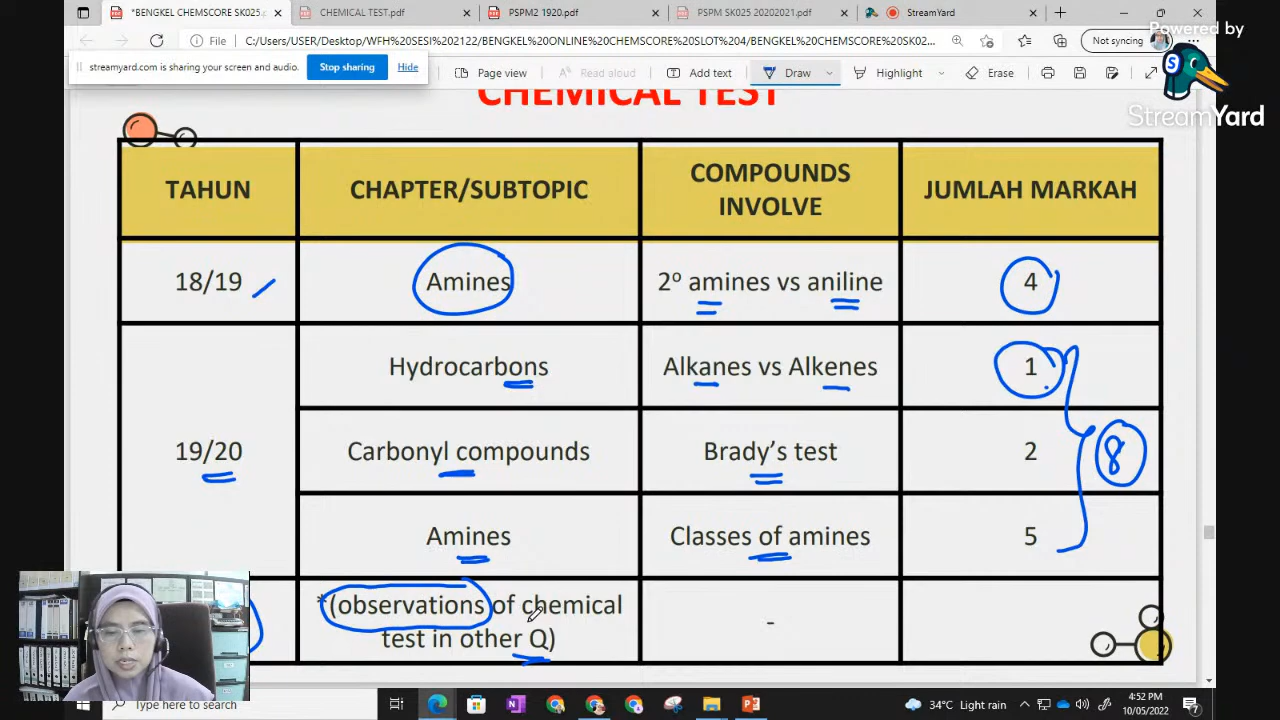 *BENGKEL CHEMSCORE SK025.p
CHEMICAL TEST.pdf
PSPM2 1920.pdf
PSPM SK025 20202021.pdf
StreamYard
File
C:/Users/USER/Desktop/WFH%20SESI
EL%20ONLINE%20CHEMSCORE%20SLOT%204/BENGKEL%20CHEMSCORE%20SK02...
Not syncing
Powered by
StreamYard
streamyard.com is sharing your screen and audio.
Stop sharing
Hide
Page view
Read aloud
Add text
Draw
Highlight
Erase
CHEMICAL TEST
TAHUN
CHAPTER/SUBTOPIC
COMPOUNDS
INVOLVE
JUMLAH MARKAH
18/19
Amines
2º amines vs aniline
4
Hydrocarbons
Alkanes vs Alkenes
1
19/20
Carbonyl compounds
Brady's test
2
8
Amines
Classes of amines
5
*(observations of chemical
test in other Q)
-
Type here to search
34°C Light rain
4:52 PM
10/05/2022